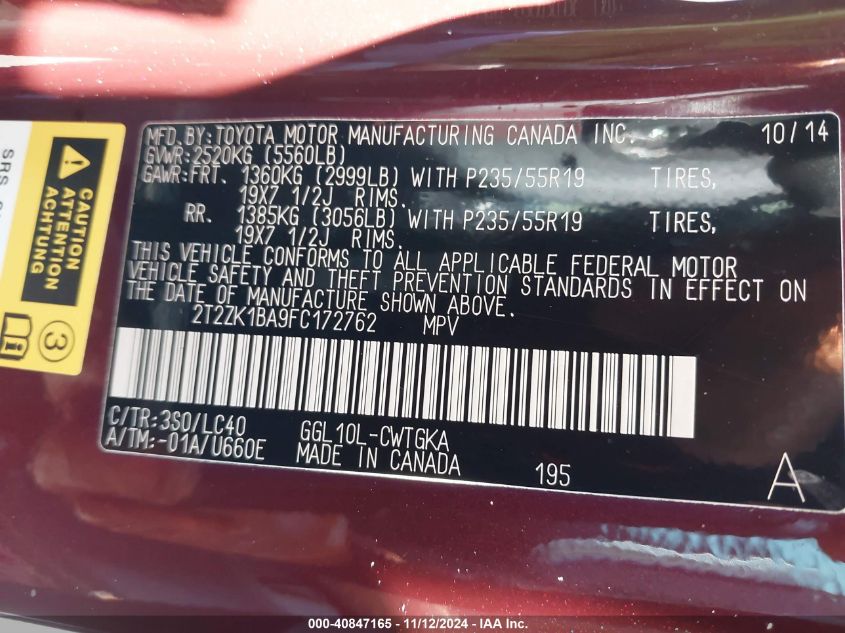 MFD.BY:TOYOTA MOTOR MANUFACTURING CANADA INC. 10/14
GVWR:2520KG (5560LB)
GAWR:FRT. 1360KG (2999LB) WITH P235/55R19 TIRES,
19X7 1/2J RIMS.
RR. 1385KG (3056LB) WITH P235/55R19 TIRES,
19X7 1/2J RIMS.
THIS VEHICLE CONFORMS TO ALL APPLICABLE FEDERAL MOTOR
VEHICLE SAFETY AND THEFT PREVENTION STANDARDS IN EFFECT ON
THE DATE OF MANUFACTURE SHOWN ABOVE.
2T2ZK1BA9FC172762 MPV
C/TR:3S0/LC40 GGL10L-CWTGKA
A/TM:-01A/U660E MADE IN CANADA 195 A
SRS
CAUTION
ATTENTION
ACHTUNG
3
000-40847165 - 11/12/2024 - IAA Inc.